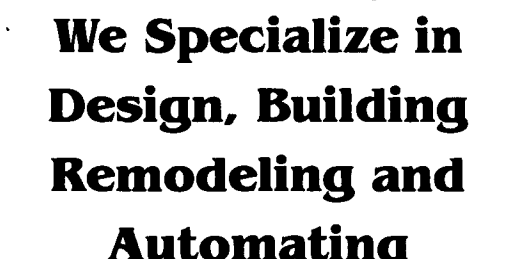 We Specialize in
Design, Building
Remodeling and
Automating